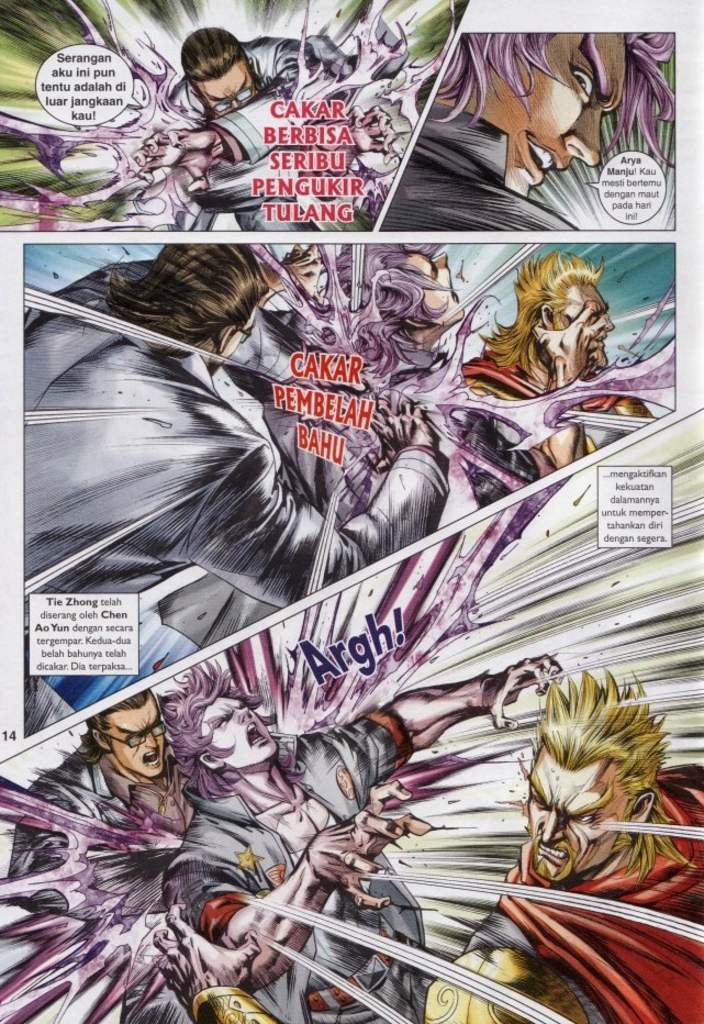 Serangan
aku ini pun
tentu adalah di
luar jangkaan
kau!
CAKAR
BERBISA
SERIBU
PENGUKIR
TULANG
Arya
Manju! Kau
mesti bertemu
dengan maut
pada hari
ini!
CAKAR
PEMBELAH
BAHU
Tie Zhong telah
diserang oleh Chen
Ao Yun dengan secara
tergempar. Kedua-dua
belah bahunya telah
dicakar. Dia terpaksa...
...mengaktifkan
kekuatan
dalamannya
untuk memper-
tahankan diri
dengan segera.
Argh!
14